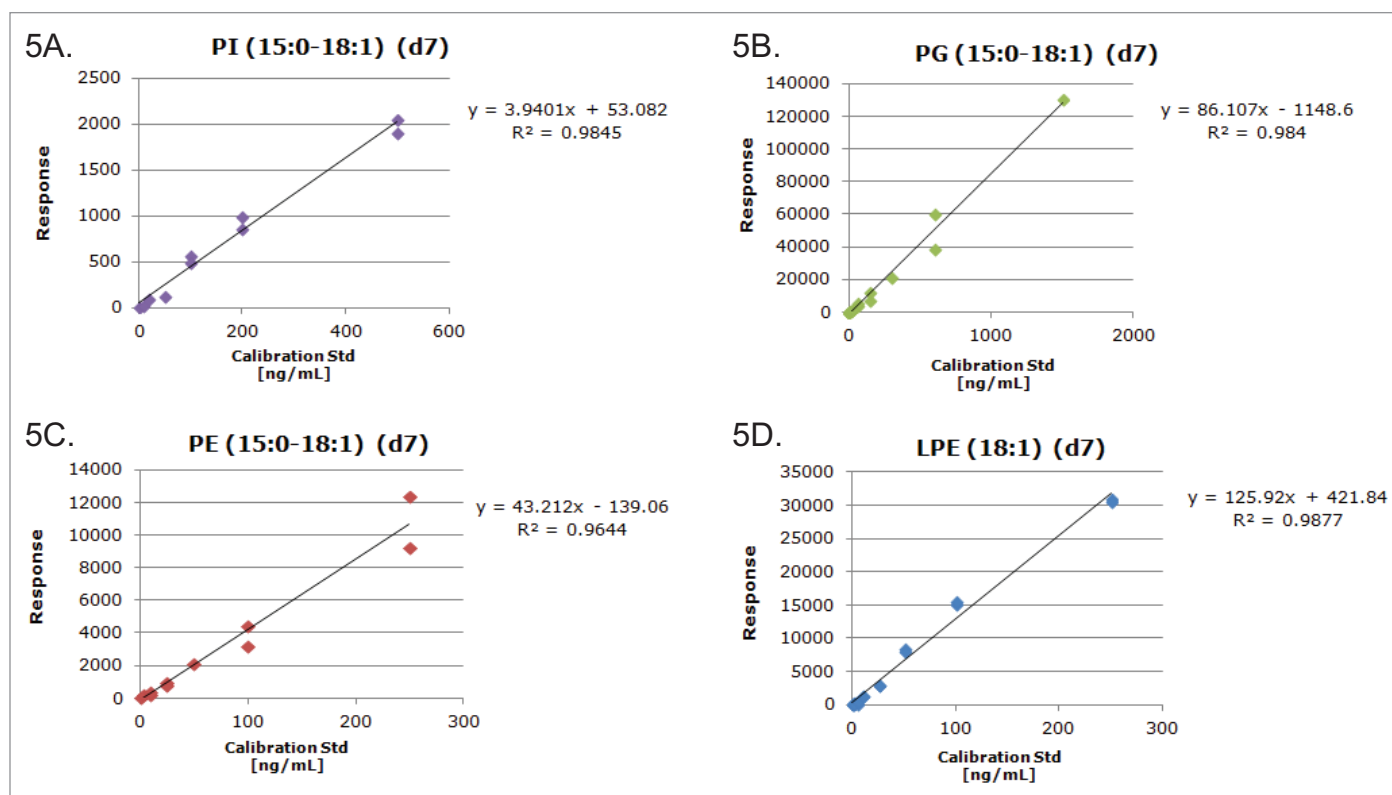 5A.
PI (15:0-18:1) (d7)
2500
2000
1500
1000
500
0
0 200 400 600
Response
Calibration Std
[ng/mL]
y = 3.9401x + 53.082
R² = 0.9845
5B.
PG (15:0-18:1) (d7)
140000
120000
100000
80000
60000
40000
20000
0
0 1000 2000
Response
Calibration Std
[ng/mL]
y = 86.107x - 1148.6
R² = 0.984
5C.
PE (15:0-18:1) (d7)
14000
12000
10000
8000
6000
4000
2000
0
0 100 200 300
Response
Calibration Std
[ng/mL]
y = 43.212x - 139.06
R² = 0.9644
5D.
LPE (18:1) (d7)
35000
30000
25000
20000
15000
10000
5000
0
0 100 200 300
Response
Calibration Std
[ng/mL]
y = 125.92x + 421.84
R² = 0.9877